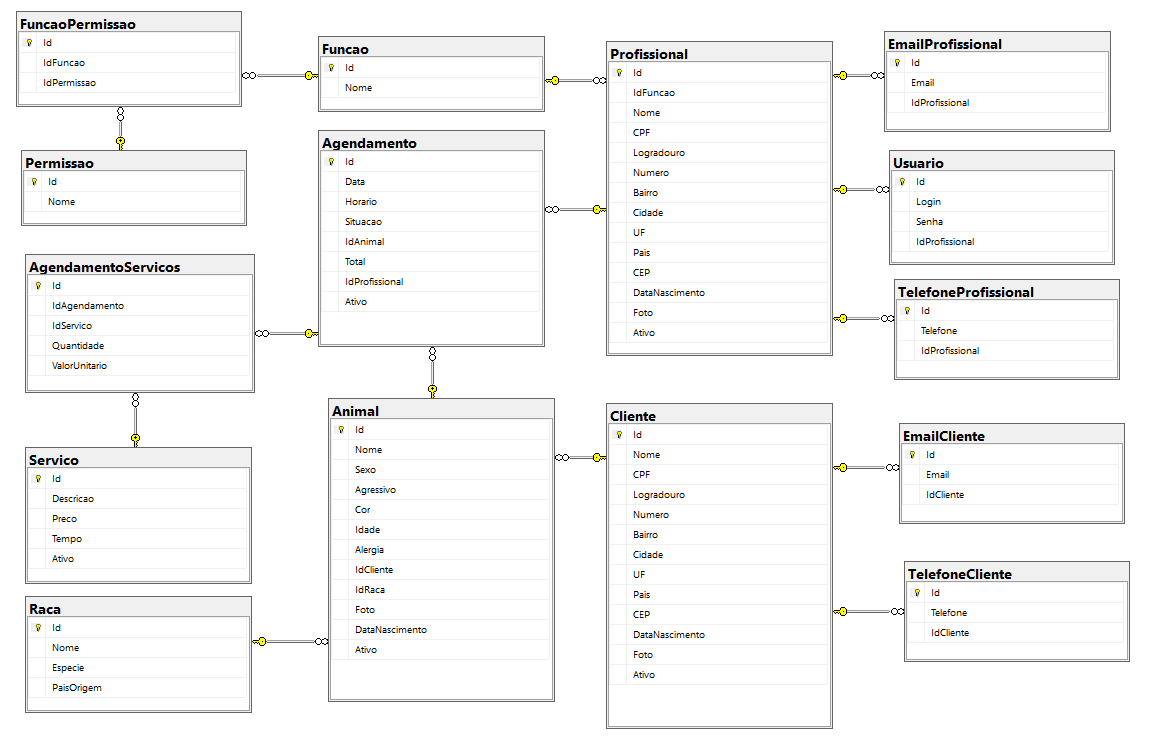 FuncaoPermissao
Id
IdFuncao
IdPermissao
Permissao
Id
Nome
AgendamentoServicos
Id
IdAgendamento
IdServico
Quantidade
ValorUnitario
Servico
Id
Descricao
Preco
Tempo
Ativo
Raca
Id
Nome
Especie
PaisOrigem
Funcao
Id
Nome
Agendamento
Id
Data
Horario
Situacao
IdAnimal
Total
IdProfissional
Ativo
Animal
Id
Nome
Sexo
Agressivo
Cor
Idade
Alergia
IdCliente
IdRaca
Foto
DataNascimento
Ativo
Profissional
Id
IdFuncao
Nome
CPF
Logradouro
Numero
Bairro
Cidade
UF
Pais
CEP
DataNascimento
Foto
Ativo
Cliente
Id
Nome
CPF
Logradouro
Numero
Bairro
Cidade
UF
Pais
CEP
DataNascimento
Foto
Ativo
EmailProfissional
Id
Email
IdProfissional
Usuario
Id
Login
Senha
IdProfissional
TelefoneProfissional
Id
Telefone
IdProfissional
EmailCliente
Id
Email
IdCliente
TelefoneCliente
Id
Telefone
IdCliente